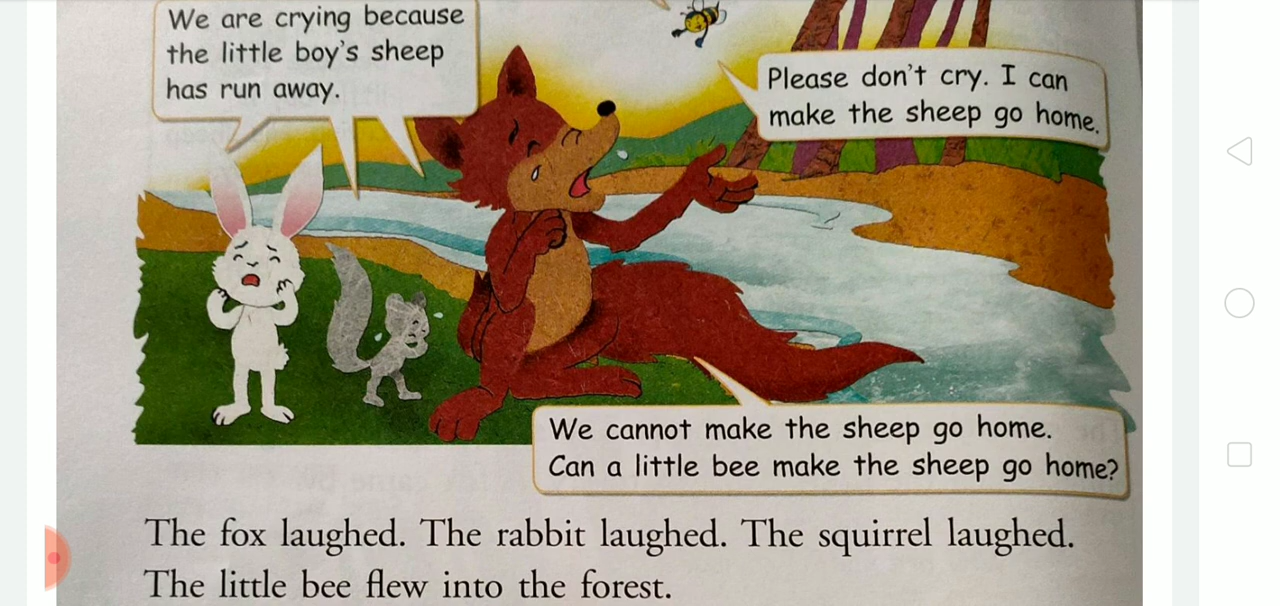 We are crying because
the little boy's sheep
has run away.
Please don't cry. I can
make the sheep go home.
We cannot make the sheep go home.
Can a little bee make the sheep go home?
The fox laughed. The rabbit laughed. The squirrel laughed.
The little bee flew into the forest.